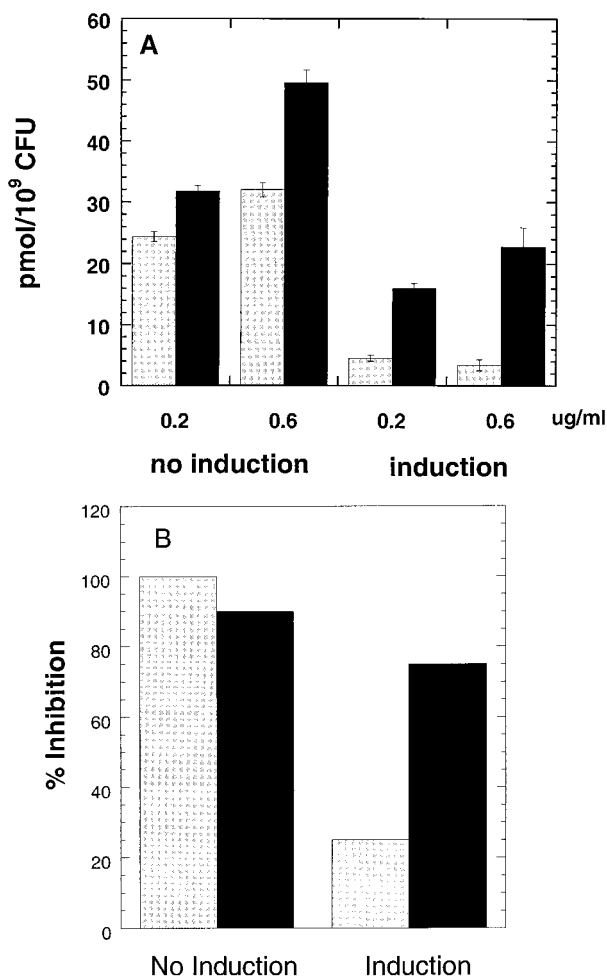 A
60
50
40
30
20
10
0
pmol/10⁹ CFU
0.2 0.6 0.2 0.6 ug/ml
no induction induction
B
120
100
80
60
40
20
0
% Inhibition
No Induction Induction